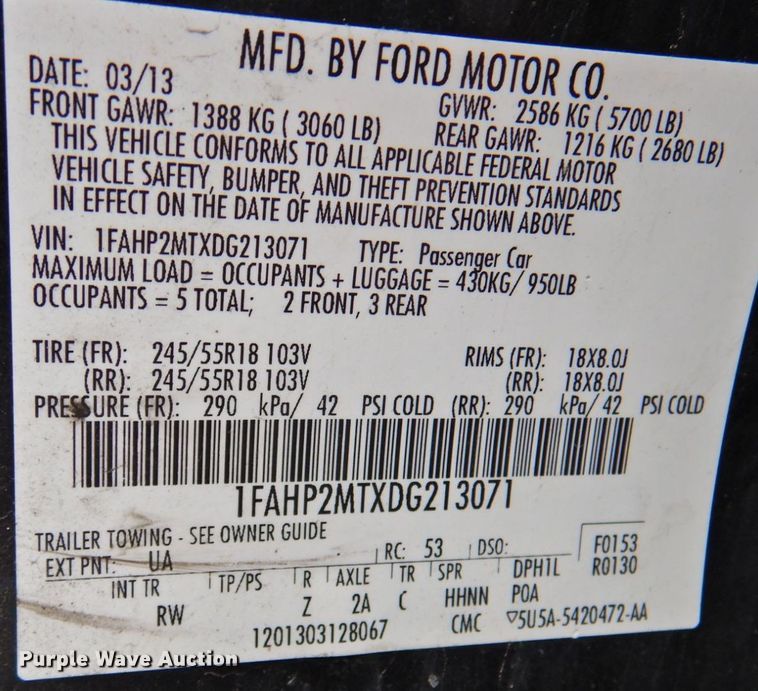 MFD. BY FORD MOTOR CO.
DATE: 03/13
GVWR: 2586 KG ( 5700 LB)
FRONT GAWR: 1388 KG ( 3060 LB)
REAR GAWR: 1216 KG ( 2680 LB)
THIS VEHICLE CONFORMS TO ALL APPLICABLE FEDERAL MOTOR
VEHICLE SAFETY, BUMPER, AND THEFT PREVENTION STANDARDS
IN EFFECT ON THE DATE OF MANUFACTURE SHOWN ABOVE.
VIN: 1FAHP2MTXDG213071 TYPE: Passenger Car
MAXIMUM LOAD = OCCUPANTS + LUGGAGE = 430KG/ 950LB
OCCUPANTS = 5 TOTAL; 2 FRONT, 3 REAR
TIRE (FR): 245/55R18 103V RIMS (FR): 18X8.0J
(RR): 245/55R18 103V (RR): 18X8.0J
PRESSURE (FR): 290 kPa/ 42 PSI COLD (RR): 290 kPa/ 42 PSI COLD
1FAHP2MTXDG213071
TRAILER TOWING - SEE OWNER GUIDE
EXT PNT: UA RC: 53 DSO: F0153
INT TR TP/PS R AXLE TR SPR DPH1L R0130
RW Z 2A C HHNN POA
1201303128067 CMC ▽5U5A-5420472-AA
Purple Wave Auction